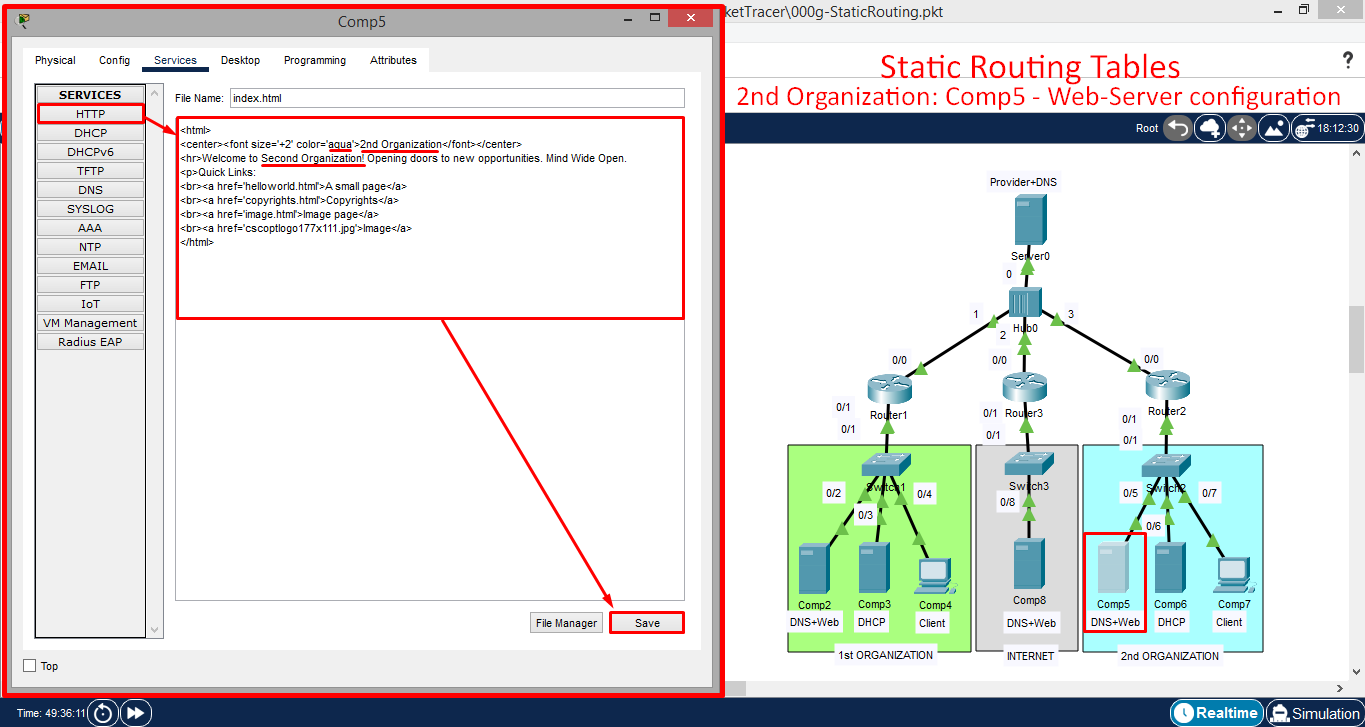 Comp5
ketTracer\000g-StaticRouting.pkt
Physical Config Services Desktop Programming Attributes
SERVICES
HTTP
DHCP
DHCPv6
TFTP
DNS
SYSLOG
AAA
NTP
EMAIL
FTP
IoT
VM Management
Radius EAP
File Name: index.html
<html>
<center><font size='+2' color='aqua'>2nd Organization</font></center>
<hr>Welcome to Second Organization! Opening doors to new opportunities. Mind Wide Open.
<p>Quick Links:
<br><a href='helloworld.html'>A small page</a>
<br><a href='copyrights.html'>Copyrights</a>
<br><a href='image.html'>Image page</a>
<br><a href='cscoptlogo177x111.jpg'>Image</a>
</html>
File Manager Save
Top
?
Static Routing Tables
2nd Organization: Comp5 - Web-Server configuration
Root 18:12:30
Provider+DNS
Server0
0
1 3
Hub0
2
0/0 0/0 0/0
Router1 Router3 Router2
0/1 0/1 0/1
0/1 0/1 0/1
Switch1 Switch3 Switch2
0/2 0/3 0/4 0/8 0/5 0/6 0/7
Comp2 Comp3 Comp4 Comp8 Comp5 Comp6 Comp7
DNS+Web DHCP Client DNS+Web DNS+Web DHCP Client
1st ORGANIZATION INTERNET 2nd ORGANIZATION
Time: 49:36:11 Realtime Simulation